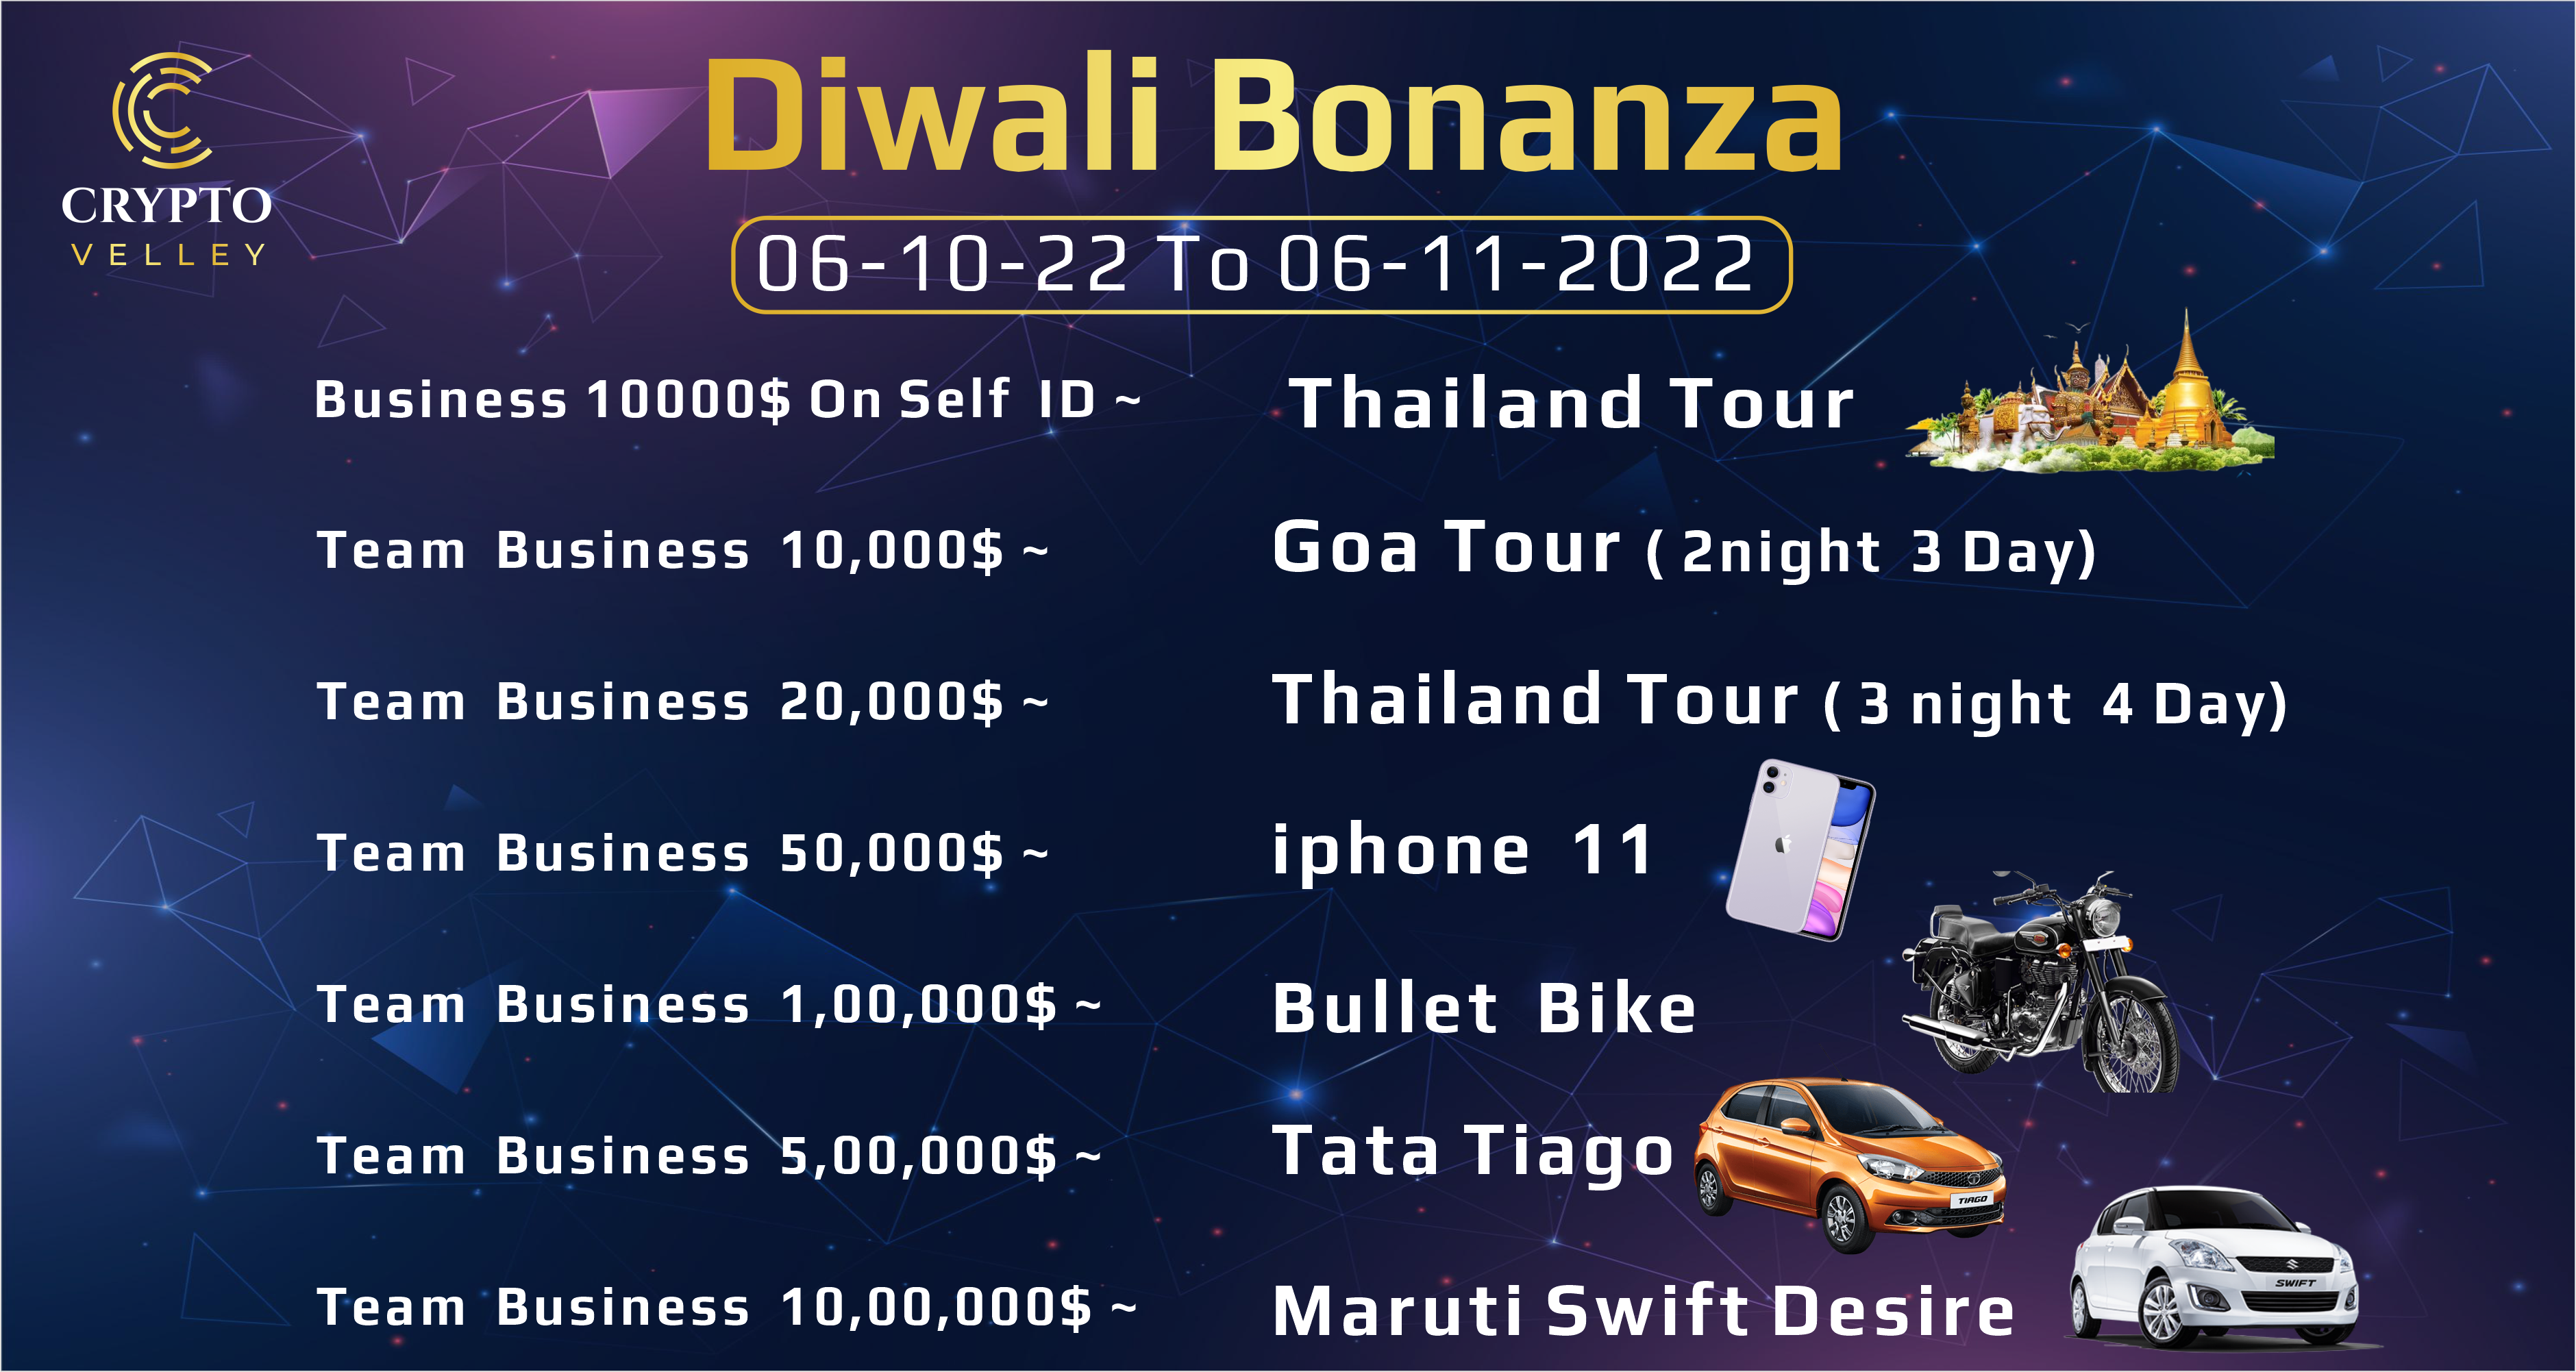 CRYPTO
VELLEY
Diwali Bonanza
06-10-22 To 06-11-2022
Business 10000$ On Self ID ~ Thailand Tour
Team Business 10,000$ ~ Goa Tour ( 2night 3 Day)
Team Business 20,000$ ~ Thailand Tour ( 3 night 4 Day)
Team Business 50,000$ ~ iphone 11
Team Business 1,00,000$ ~ Bullet Bike
Team Business 5,00,000$ ~ Tata Tiago
TIAGO
SWIFT
Team Business 10,00,000$ ~ Maruti Swift Desire